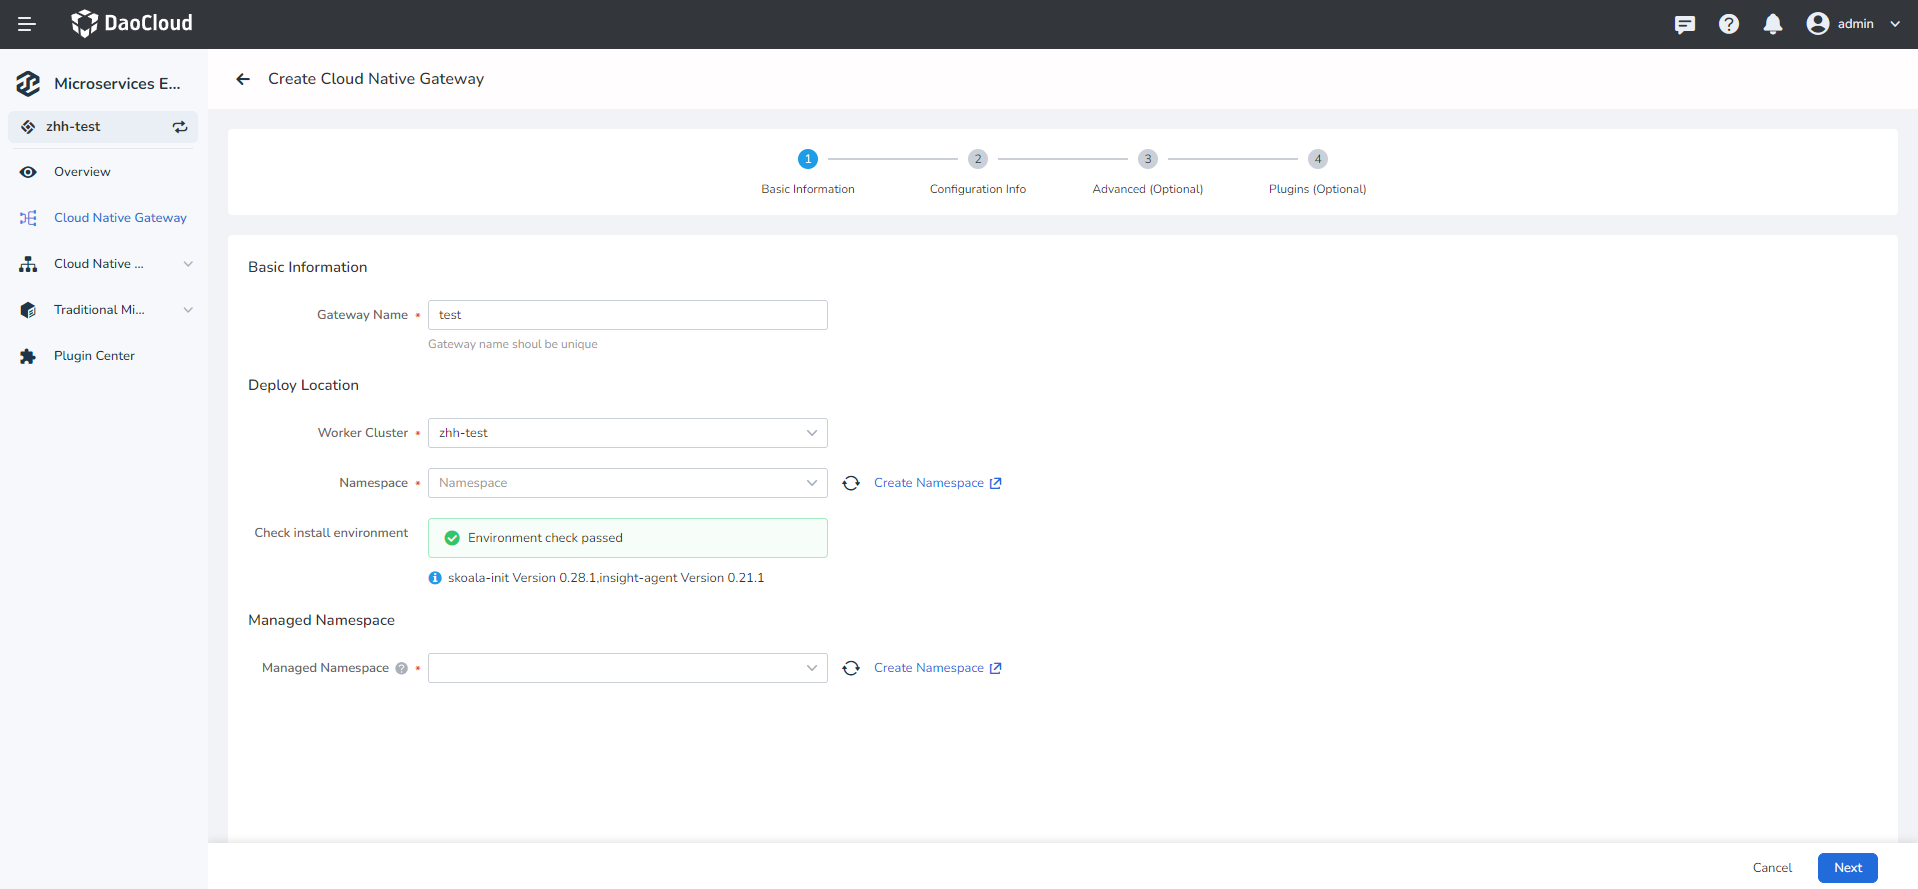 DaoCloud
admin
Microservices E...
zhh-test
Overview
Cloud Native Gateway
Cloud Native ...
Traditional Mi...
Plugin Center
Create Cloud Native Gateway
1 2 3 4
Basic Information Configuration Info Advanced (Optional) Plugins (Optional)
Basic Information
Gateway Name * test
Gateway name shoul be unique
Deploy Location
Worker Cluster * zhh-test
Namespace * Namespace Create Namespace
Check install environment Environment check passed
skoala-init Version 0.28.1,insight-agent Version 0.21.1
Managed Namespace
Managed Namespace ? * Create Namespace
Cancel Next